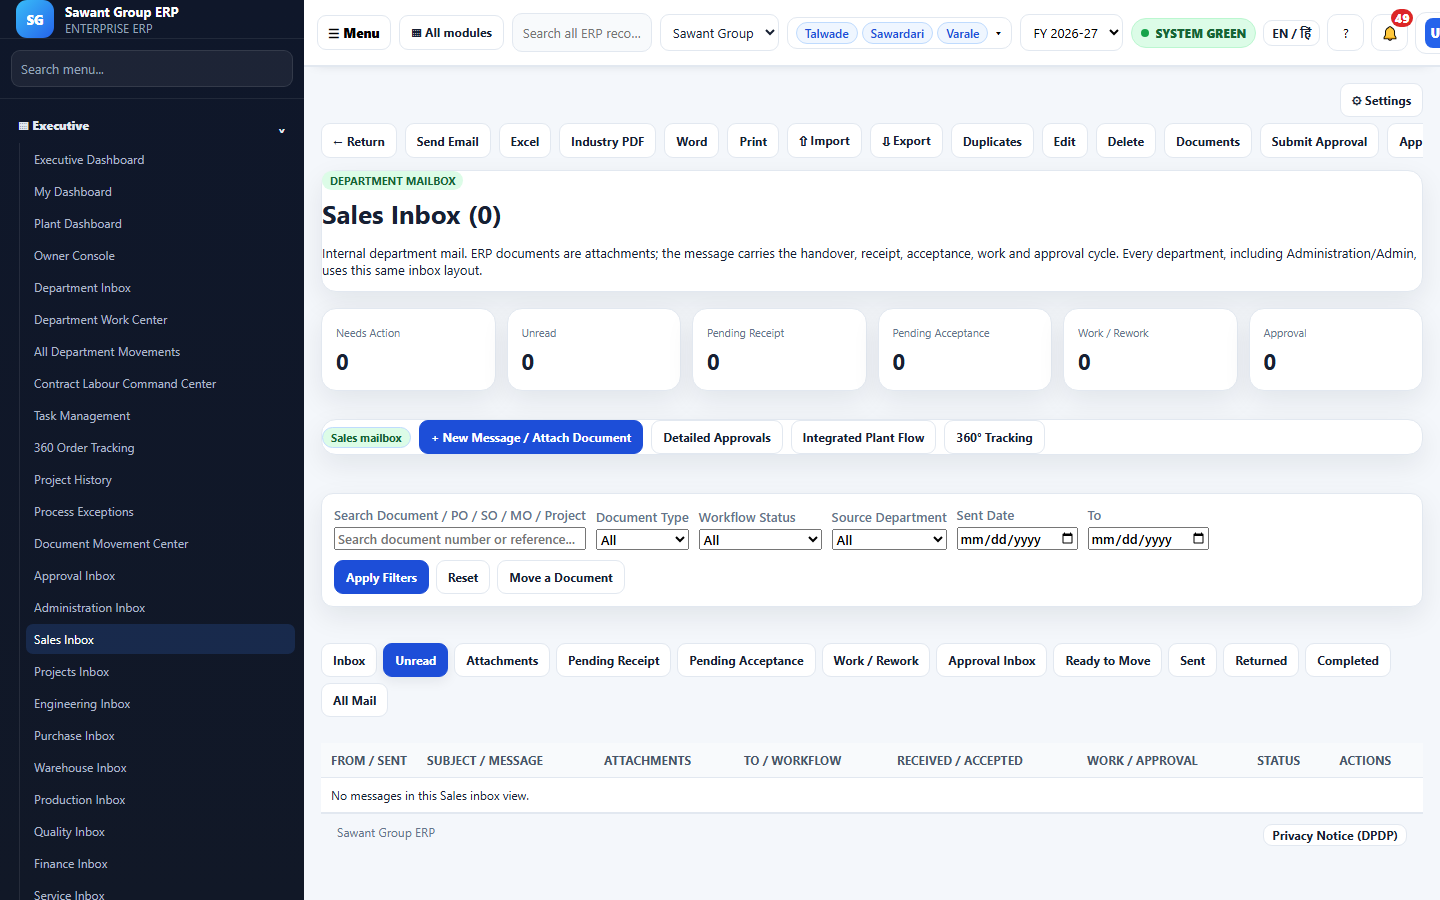 SG
Sawant Group ERP
ENTERPRISE ERP
Search menu...
Executive
Executive Dashboard
My Dashboard
Plant Dashboard
Owner Console
Department Inbox
Department Work Center
All Department Movements
Contract Labour Command Center
Task Management
360 Order Tracking
Project History
Process Exceptions
Document Movement Center
Approval Inbox
Administration Inbox
Sales Inbox
Projects Inbox
Engineering Inbox
Purchase Inbox
Warehouse Inbox
Production Inbox
Quality Inbox
Finance Inbox
Service Inbox
☰ Menu
All modules
Search all ERP reco...
Sawant Group
Talwade
Sawardari
Varale
FY 2026-27
SYSTEM GREEN
EN / हिं
?
49
U
⚙ Settings
← Return
Send Email
Excel
Industry PDF
Word
Print
⇧ Import
⇩ Export
Duplicates
Edit
Delete
Documents
Submit Approval
App
DEPARTMENT MAILBOX
Sales Inbox (0)
Internal department mail. ERP documents are attachments; the message carries the handover, receipt, acceptance, work and approval cycle. Every department, including Administration/Admin,
uses this same inbox layout.
Needs Action
0
Unread
0
Pending Receipt
0
Pending Acceptance
0
Work / Rework
0
Approval
0
Sales mailbox
+ New Message / Attach Document
Detailed Approvals
Integrated Plant Flow
360° Tracking
Search Document / PO / SO / MO / Project
Search document number or reference...
Document Type
All
Workflow Status
All
Source Department
All
Sent Date
mm/dd/yyyy
To
mm/dd/yyyy
Apply Filters
Reset
Move a Document
Inbox
Unread
Attachments
Pending Receipt
Pending Acceptance
Work / Rework
Approval Inbox
Ready to Move
Sent
Returned
Completed
All Mail
FROM / SENT
SUBJECT / MESSAGE
ATTACHMENTS
TO / WORKFLOW
RECEIVED / ACCEPTED
WORK / APPROVAL
STATUS
ACTIONS
No messages in this Sales inbox view.
Sawant Group ERP
Privacy Notice (DPDP)